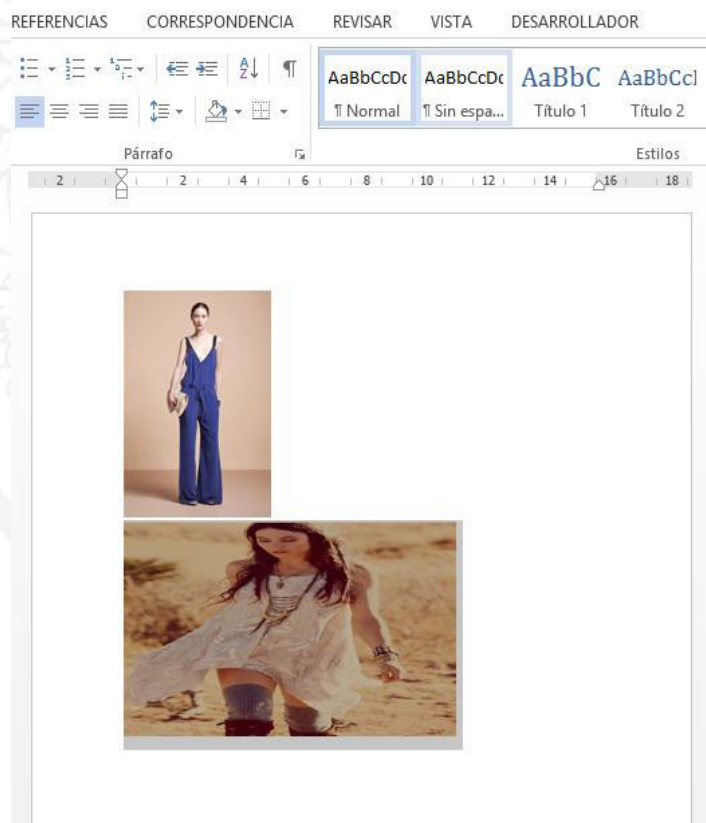 REFERENCIAS CORRESPONDENCIA REVISAR VISTA DESARROLLADOR
AaBbCcDc AaBbCcDc AaBbC AaBbCcl
¶ Normal ¶ Sin espa... Título 1 Título 2
Párrafo Estilos
2 2 4 6 8 10 12 14 16 18